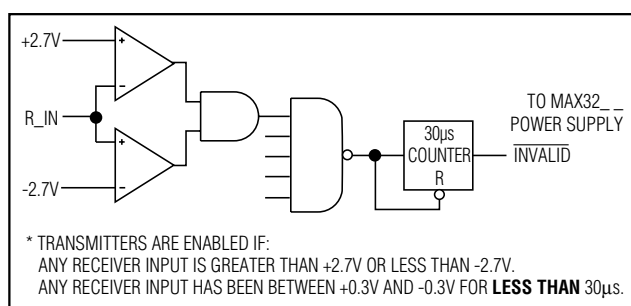 +2.7V
+
-
R_IN
+
-
-2.7V
30µs
COUNTER
R
TO MAX32_ _
POWER SUPPLY
INVALID
* TRANSMITTERS ARE ENABLED IF:
ANY RECEIVER INPUT IS GREATER THAN +2.7V OR LESS THAN -2.7V.
ANY RECEIVER INPUT HAS BEEN BETWEEN +0.3V AND -0.3V FOR LESS THAN 30µs.